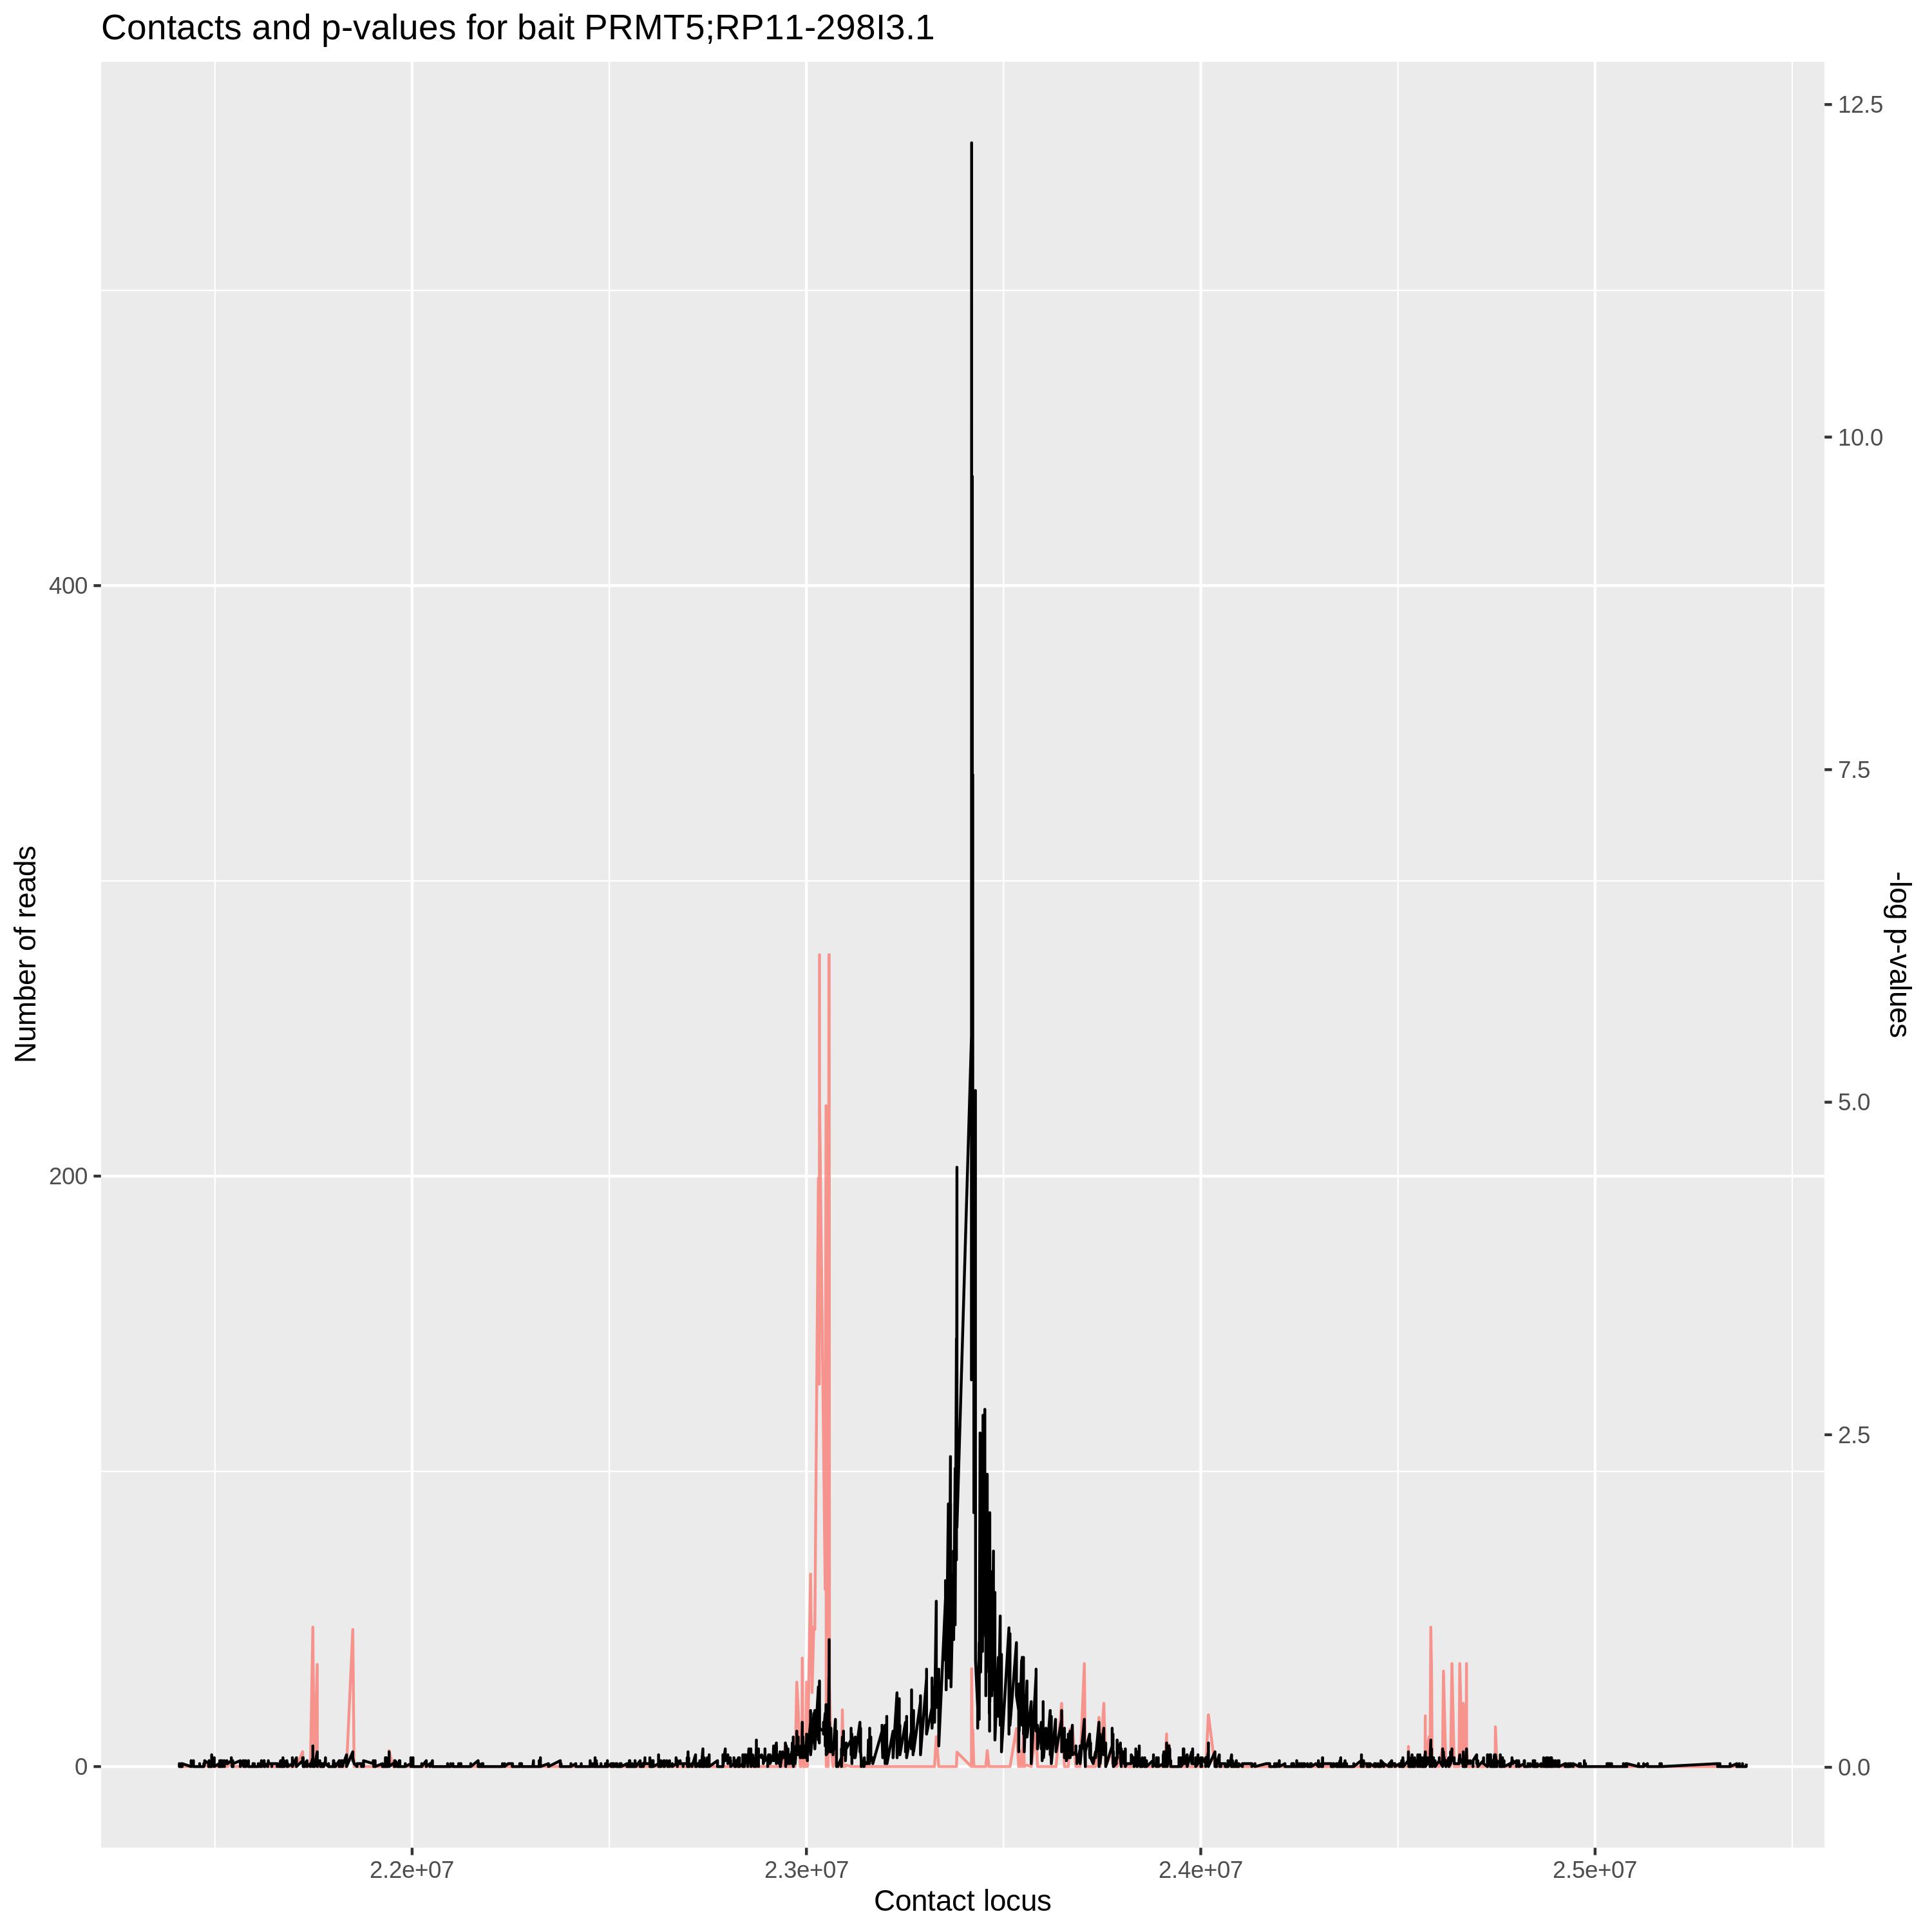 Contacts and p-values for bait PRMT5;RP11-298I3.1
12.5
10.0
400
7.5
Number of reads
-log p-values
5.0
200
2.5
0
0.0
2.2e+07
2.3e+07
2.4e+07
2.5e+07
Contact locus